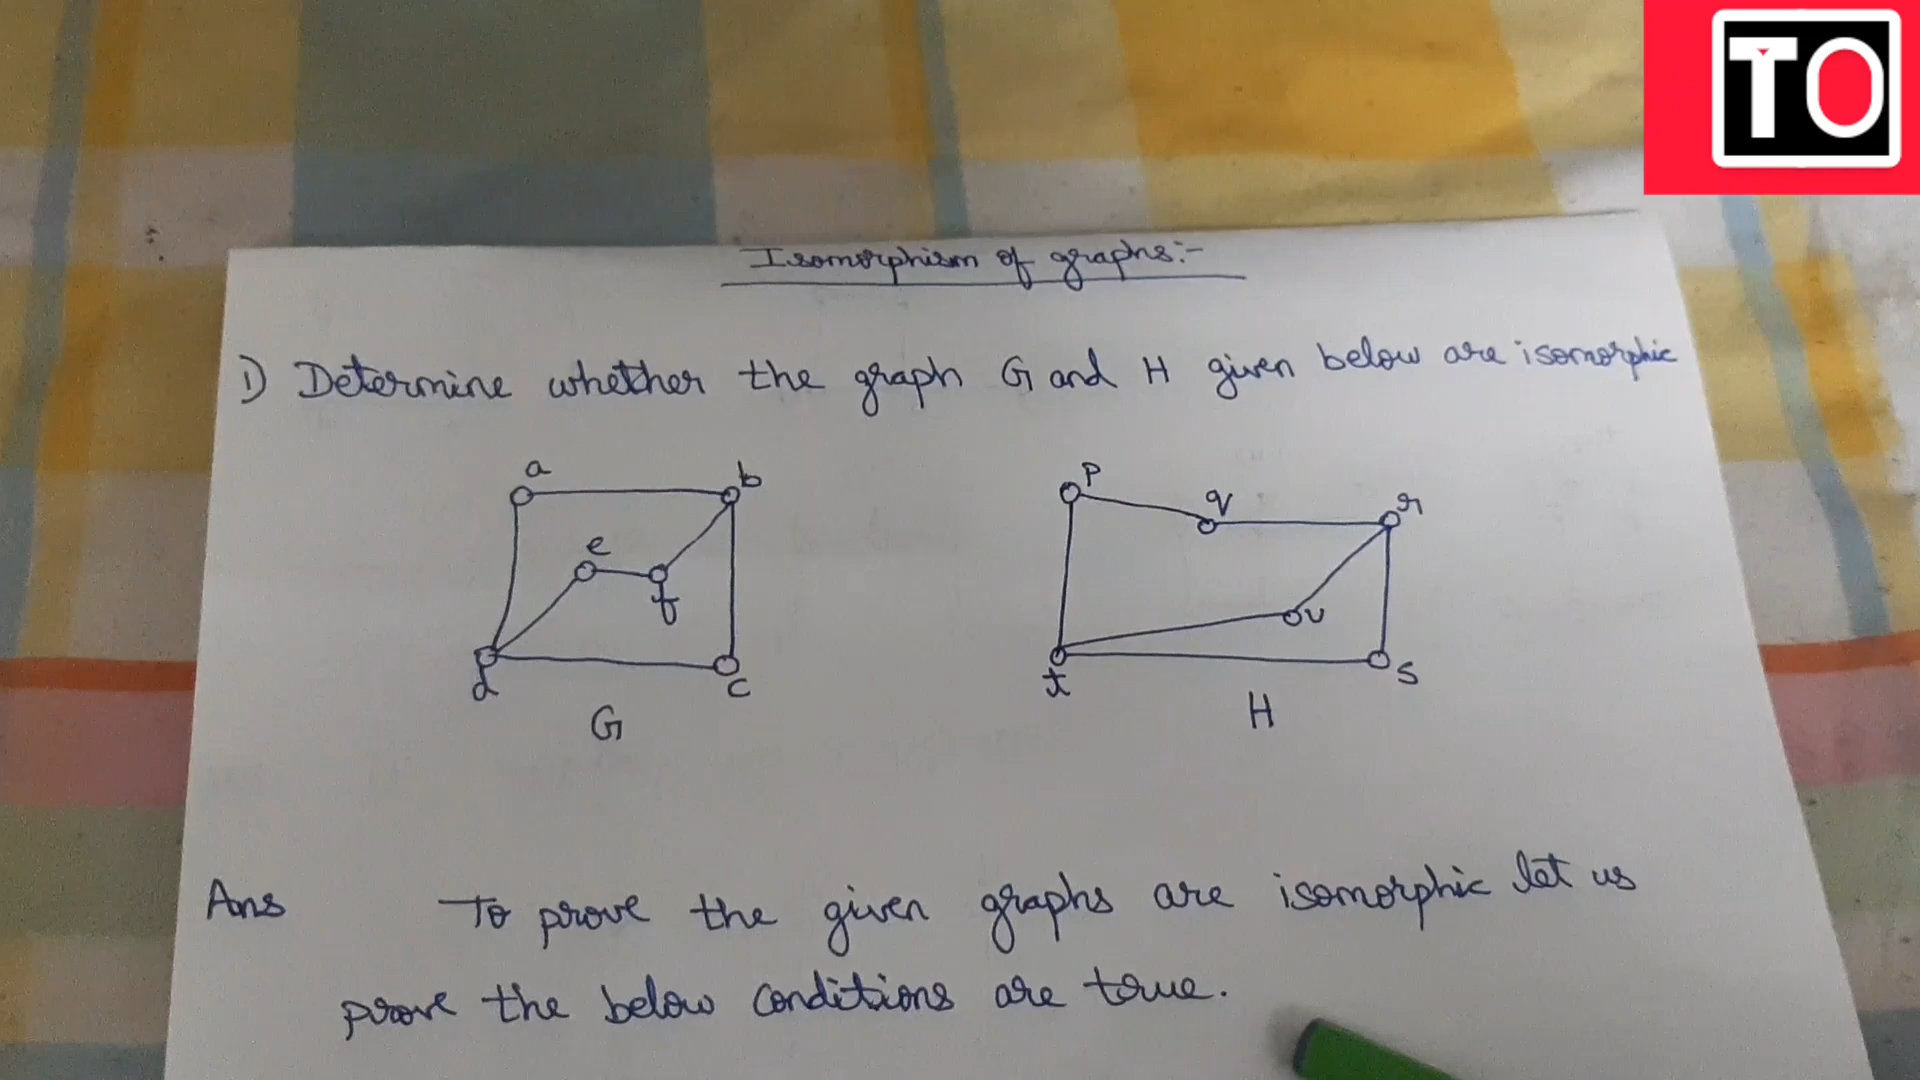 TO
Isomorphism of graphs:-
1) Determine whether the graph G and H given below are isomorphic
a b
e
f
d c
G
p
q r
u
t s
H
Ans To prove the given graphs are isomorphic let us
prove the below conditions are true.